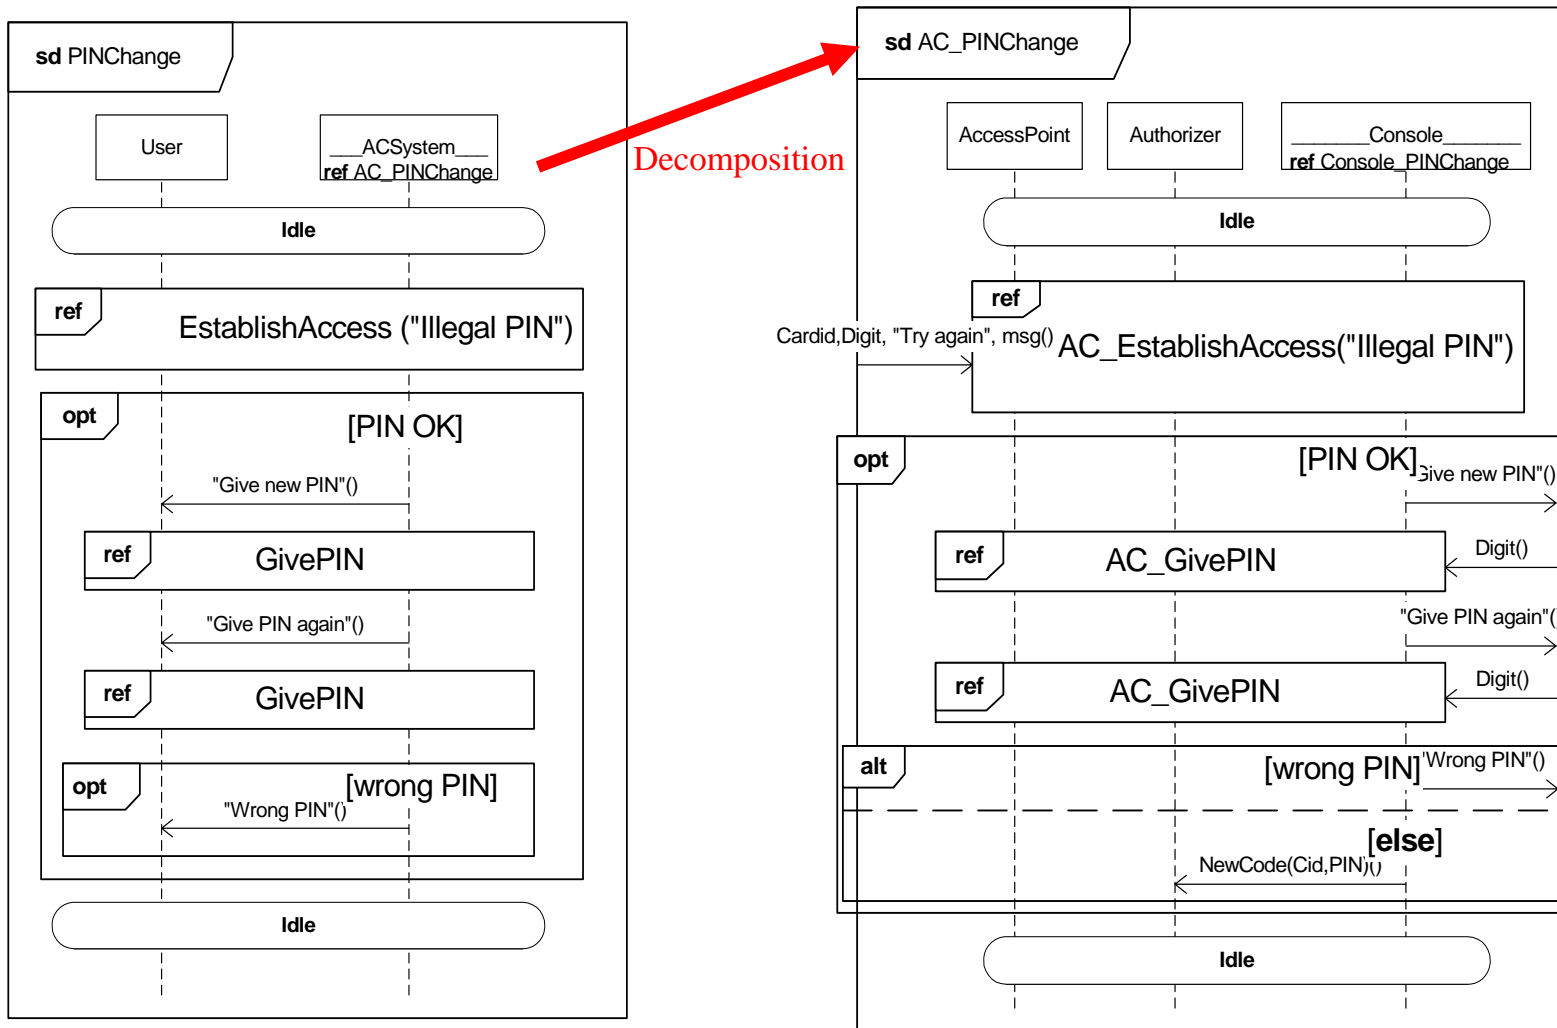 sd PINChange
User
___ACSystem___
ref AC_PINChange
Idle
ref
EstablishAccess ("Illegal PIN")
opt
[PIN OK]
"Give new PIN"()
ref
GivePIN
"Give PIN again"()
ref
GivePIN
opt
[wrong PIN]
"Wrong PIN"()
Idle
Decomposition
sd AC_PINChange
AccessPoint
Authorizer
_______Console_______
ref Console_PINChange
Idle
ref
Cardid,Digit, "Try again", msg()
AC_EstablishAccess("Illegal PIN")
opt
[PIN OK]
Give new PIN"()
ref
AC_GivePIN
Digit()
"Give PIN again"()
ref
AC_GivePIN
Digit()
alt
[wrong PIN]
"Wrong PIN"()
[else]
NewCode(Cid,PIN)()
Idle